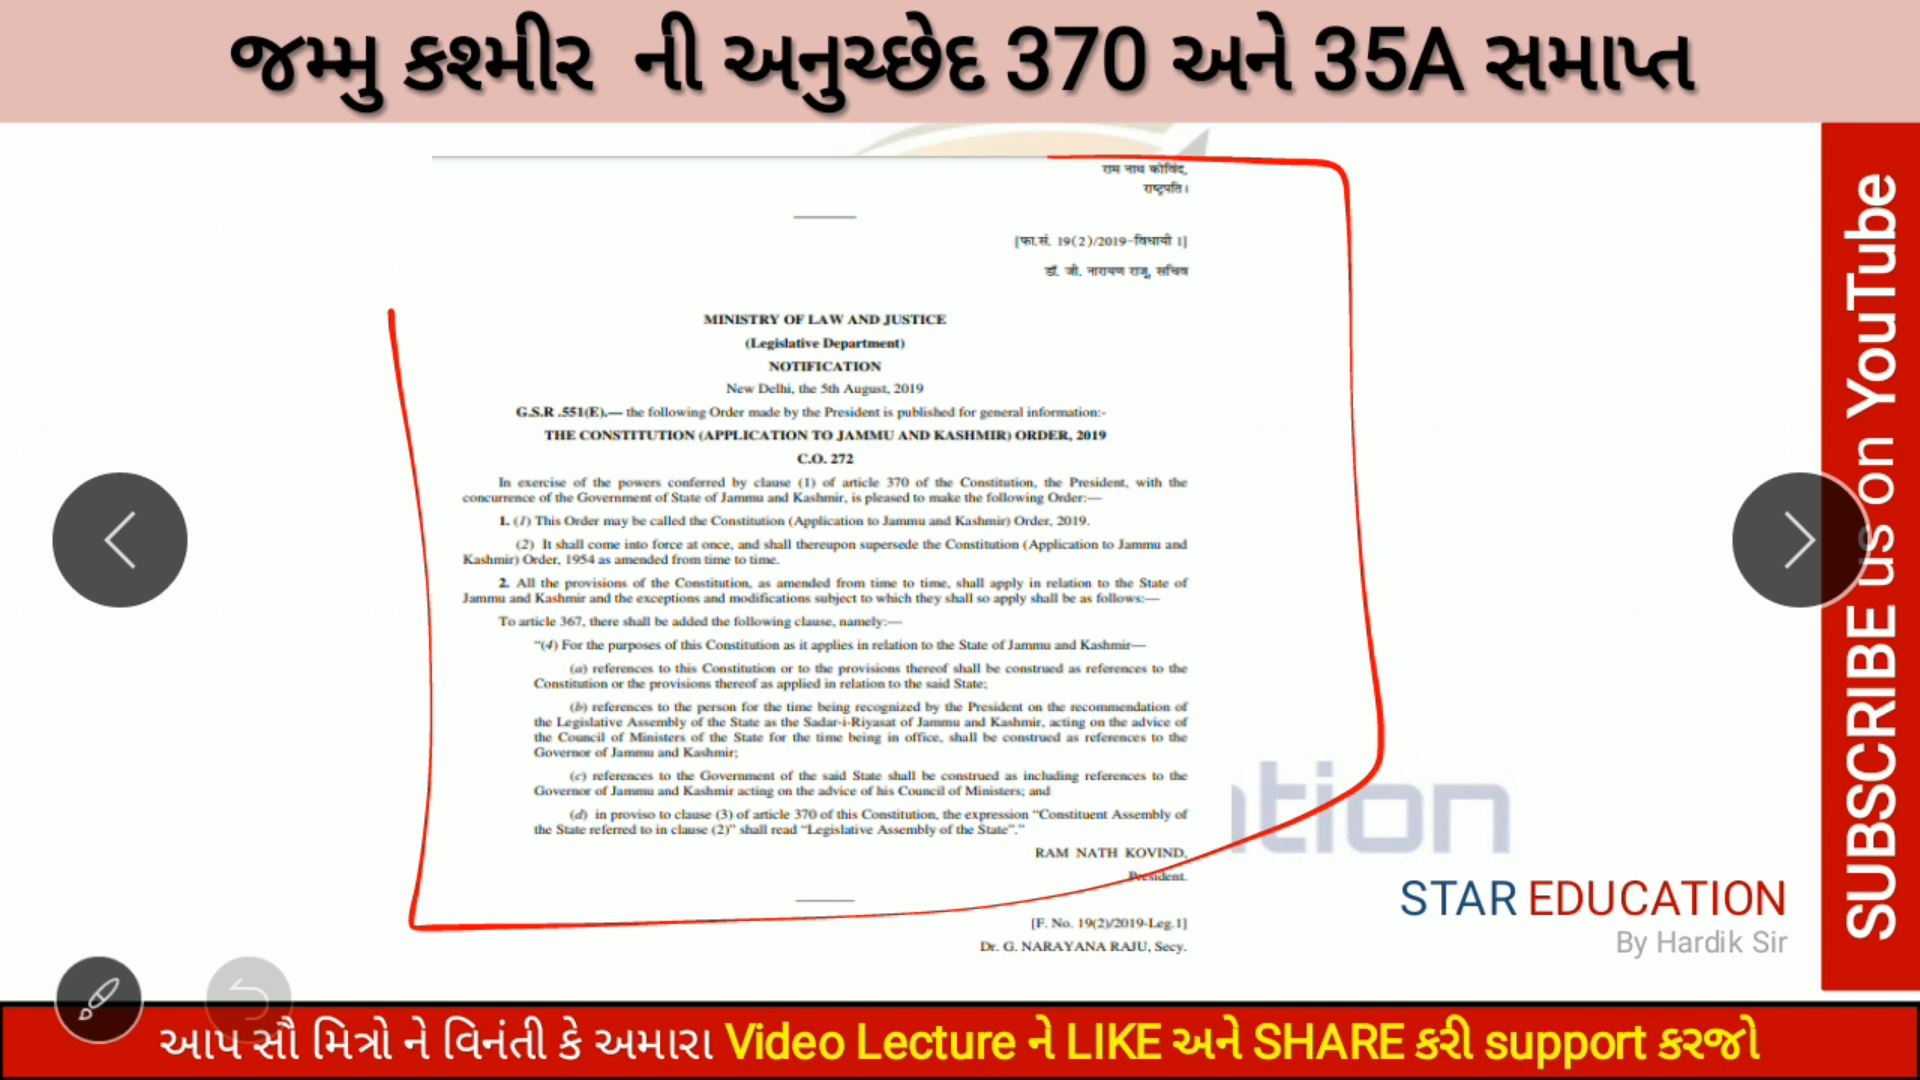 જમ્મુ કશ્મીર ની અનુચ્છેદ 370 અને 35A સમાપ્ત
राम नाथ कोविंद,
राष्ट्रपति।
[फा.सं. 19(2)/2019-विधायी I]
डॉ. जी. नारायण राजू, सचिव
MINISTRY OF LAW AND JUSTICE
(Legislative Department)
NOTIFICATION
New Delhi, the 5th August, 2019
G.S.R .551(E).— the following Order made by the President is published for general information:-
THE CONSTITUTION (APPLICATION TO JAMMU AND KASHMIR) ORDER, 2019
C.O. 272
In exercise of the powers conferred by clause (1) of article 370 of the Constitution, the President, with the
concurrence of the Government of State of Jammu and Kashmir, is pleased to make the following Order:—
1. (1) This Order may be called the Constitution (Application to Jammu and Kashmir) Order, 2019.
(2) It shall come into force at once, and shall thereupon supersede the Constitution (Application to Jammu and
Kashmir) Order, 1954 as amended from time to time.
2. All the provisions of the Constitution, as amended from time to time, shall apply in relation to the State of
Jammu and Kashmir and the exceptions and modifications subject to which they shall so apply shall be as follows:—
To article 367, there shall be added the following clause, namely:—
"(4) For the purposes of this Constitution as it applies in relation to the State of Jammu and Kashmir—
(a) references to this Constitution or to the provisions thereof shall be construed as references to the
Constitution or the provisions thereof as applied in relation to the said State;
(b) references to the person for the time being recognized by the President on the recommendation of
the Legislative Assembly of the State as the Sadar-i-Riyasat of Jammu and Kashmir, acting on the advice of
the Council of Ministers of the State for the time being in office, shall be construed as references to the
Governor of Jammu and Kashmir;
(c) references to the Government of the said State shall be construed as including references to the
Governor of Jammu and Kashmir acting on the advice of his Council of Ministers; and
(d) in proviso to clause (3) of article 370 of this Constitution, the expression "Constituent Assembly of
the State referred to in clause (2)" shall read "Legislative Assembly of the State"."
RAM NATH KOVIND,
President.
[F. No. 19(2)/2019-Leg.1]
Dr. G. NARAYANA RAJU, Secy.
tion
STAR EDUCATION
By Hardik Sir
SUBSCRIBE us on YouTube
આપ સૌ મિત્રો ને વિનંતી કે અમારા Video Lecture ને LIKE અને SHARE કરી support કરજો